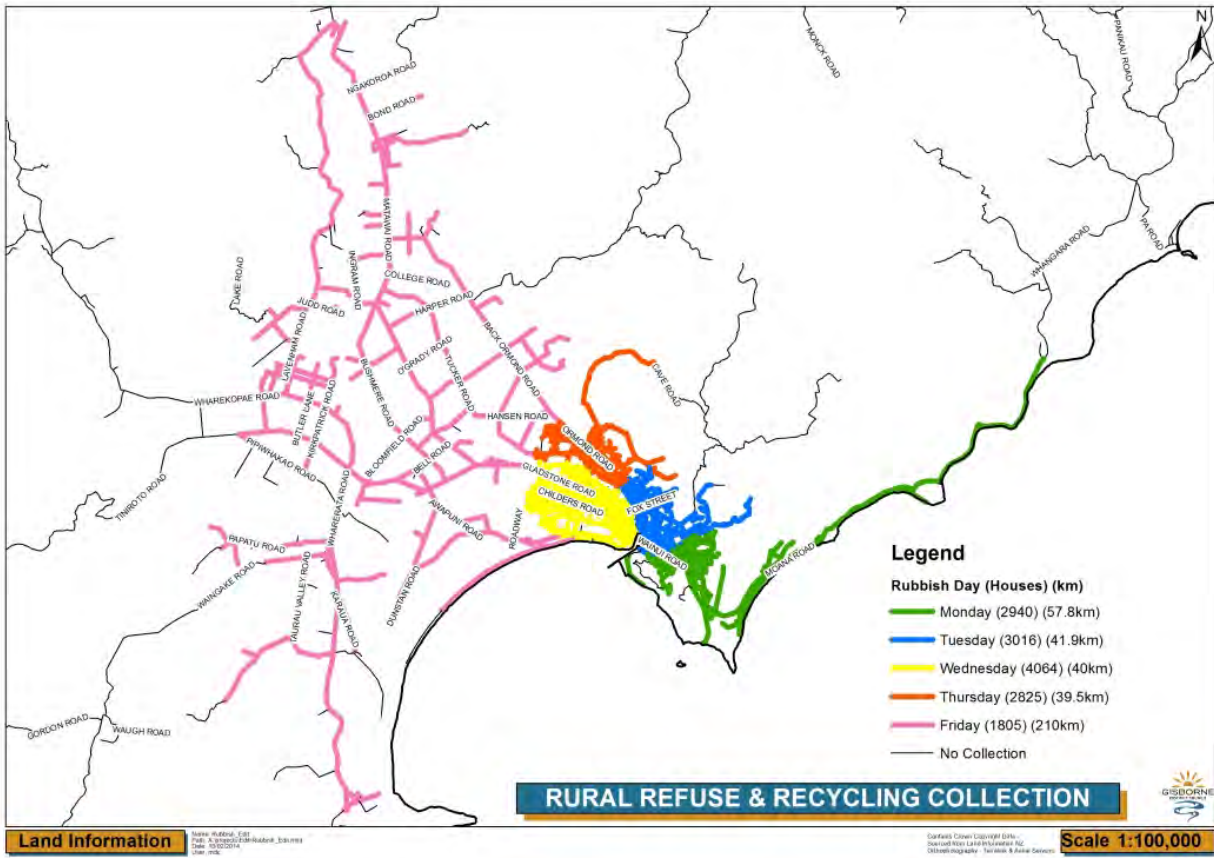 N
MONCK ROAD
PANIKAU ROAD
NGAKOROA ROAD
BOND ROAD
MATAWAI ROAD
PA ROAD
WHANGARA ROAD
LAKE ROAD
INGRAM ROAD
COLLEGE ROAD
JUDD ROAD
HARPER ROAD
LAVENHAM ROAD
BACK ORMOND ROAD
O'GRADY ROAD
TUCKER ROAD
BUSHMERE ROAD
CAVE ROAD
WHAREKOPAE ROAD
BUTLER LANE
KIRKPATRICK ROAD
HANSEN ROAD
ORMOND ROAD
BLOOMFIELD ROAD
BELL ROAD
PIPIWHAKAO ROAD
GLADSTONE ROAD
CHILDERS ROAD
FOX STREET
TINIROTO ROAD
WHARERATA ROAD
AWAPUNI ROAD
ROADWAY
WAINUI ROAD
MOANA ROAD
PAPATU ROAD
WAINGAKE ROAD
TAURAU VALLEY ROAD
KARAUA ROAD
DUNSTAN ROAD
GORDON ROAD
WAUGH ROAD
Legend
Rubbish Day (Houses) (km)
Monday (2940) (57.8km)
Tuesday (3016) (41.9km)
Wednesday (4064) (40km)
Thursday (2825) (39.5km)
Friday (1805) (210km)
No Collection
RURAL REFUSE & RECYCLING COLLECTION
GISBORNE
DISTRICT COUNCIL
Land Information
Scale 1:100,000